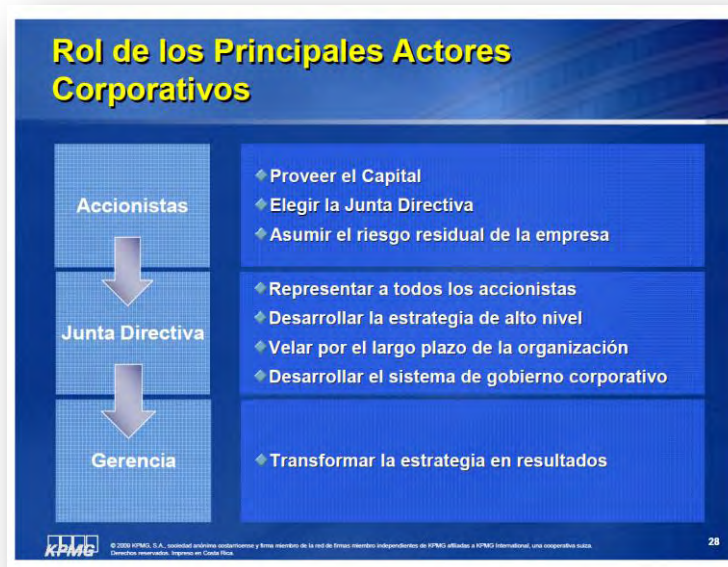 Rol de los Principales Actores
Corporativos
Accionistas
Proveer el Capital
Elegir la Junta Directiva
Asumir el riesgo residual de la empresa
Junta Directiva
Representar a todos los accionistas
Desarrollar la estrategia de alto nivel
Velar por el largo plazo de la organización
Desarrollar el sistema de gobierno corporativo
Gerencia
Transformar la estrategia en resultados
KPMG
© 2009 KPMG, S.A., sociedad anónima costarricense y firma miembro de la red de firmas miembro independientes de KPMG afiliadas a KPMG International, una cooperativa suiza.
Derechos reservados. Impreso en Costa Rica.
28